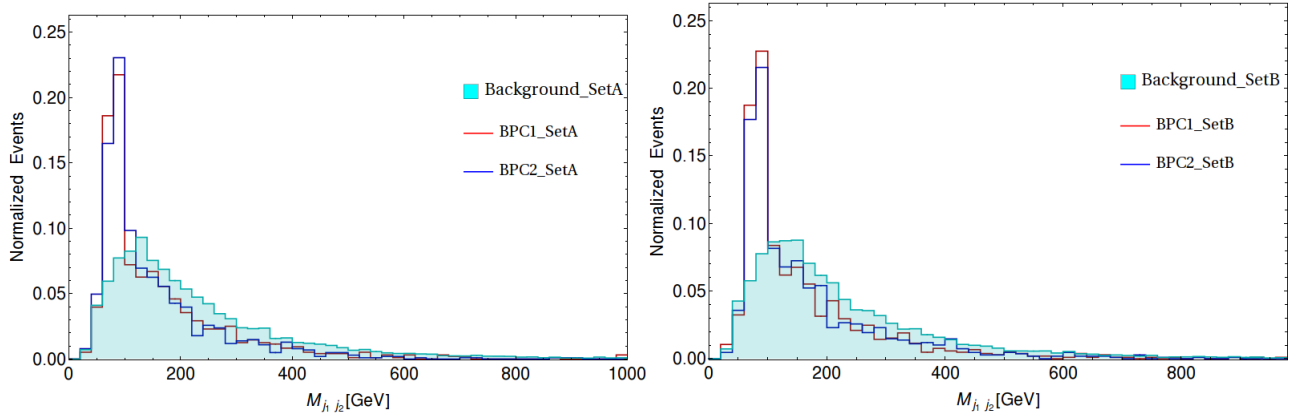 0.25
0.20
0.15
0.10
0.05
0.00
Normalized Events
Background_SetA
BPC1_SetA
BPC2_SetA
0 200 400 600 800 1000
M j1 j2 [GeV]
0.25
0.20
0.15
0.10
0.05
0.00
Normalized Events
Background_SetB
BPC1_SetB
BPC2_SetB
0 200 400 600 800
M j1 j2 [GeV]